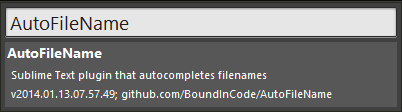 AutoFileName
AutoFileName
Sublime Text plugin that autocompletes filenames
v2014.01.13.07.57.49; github.com/BoundInCode/AutoFileName